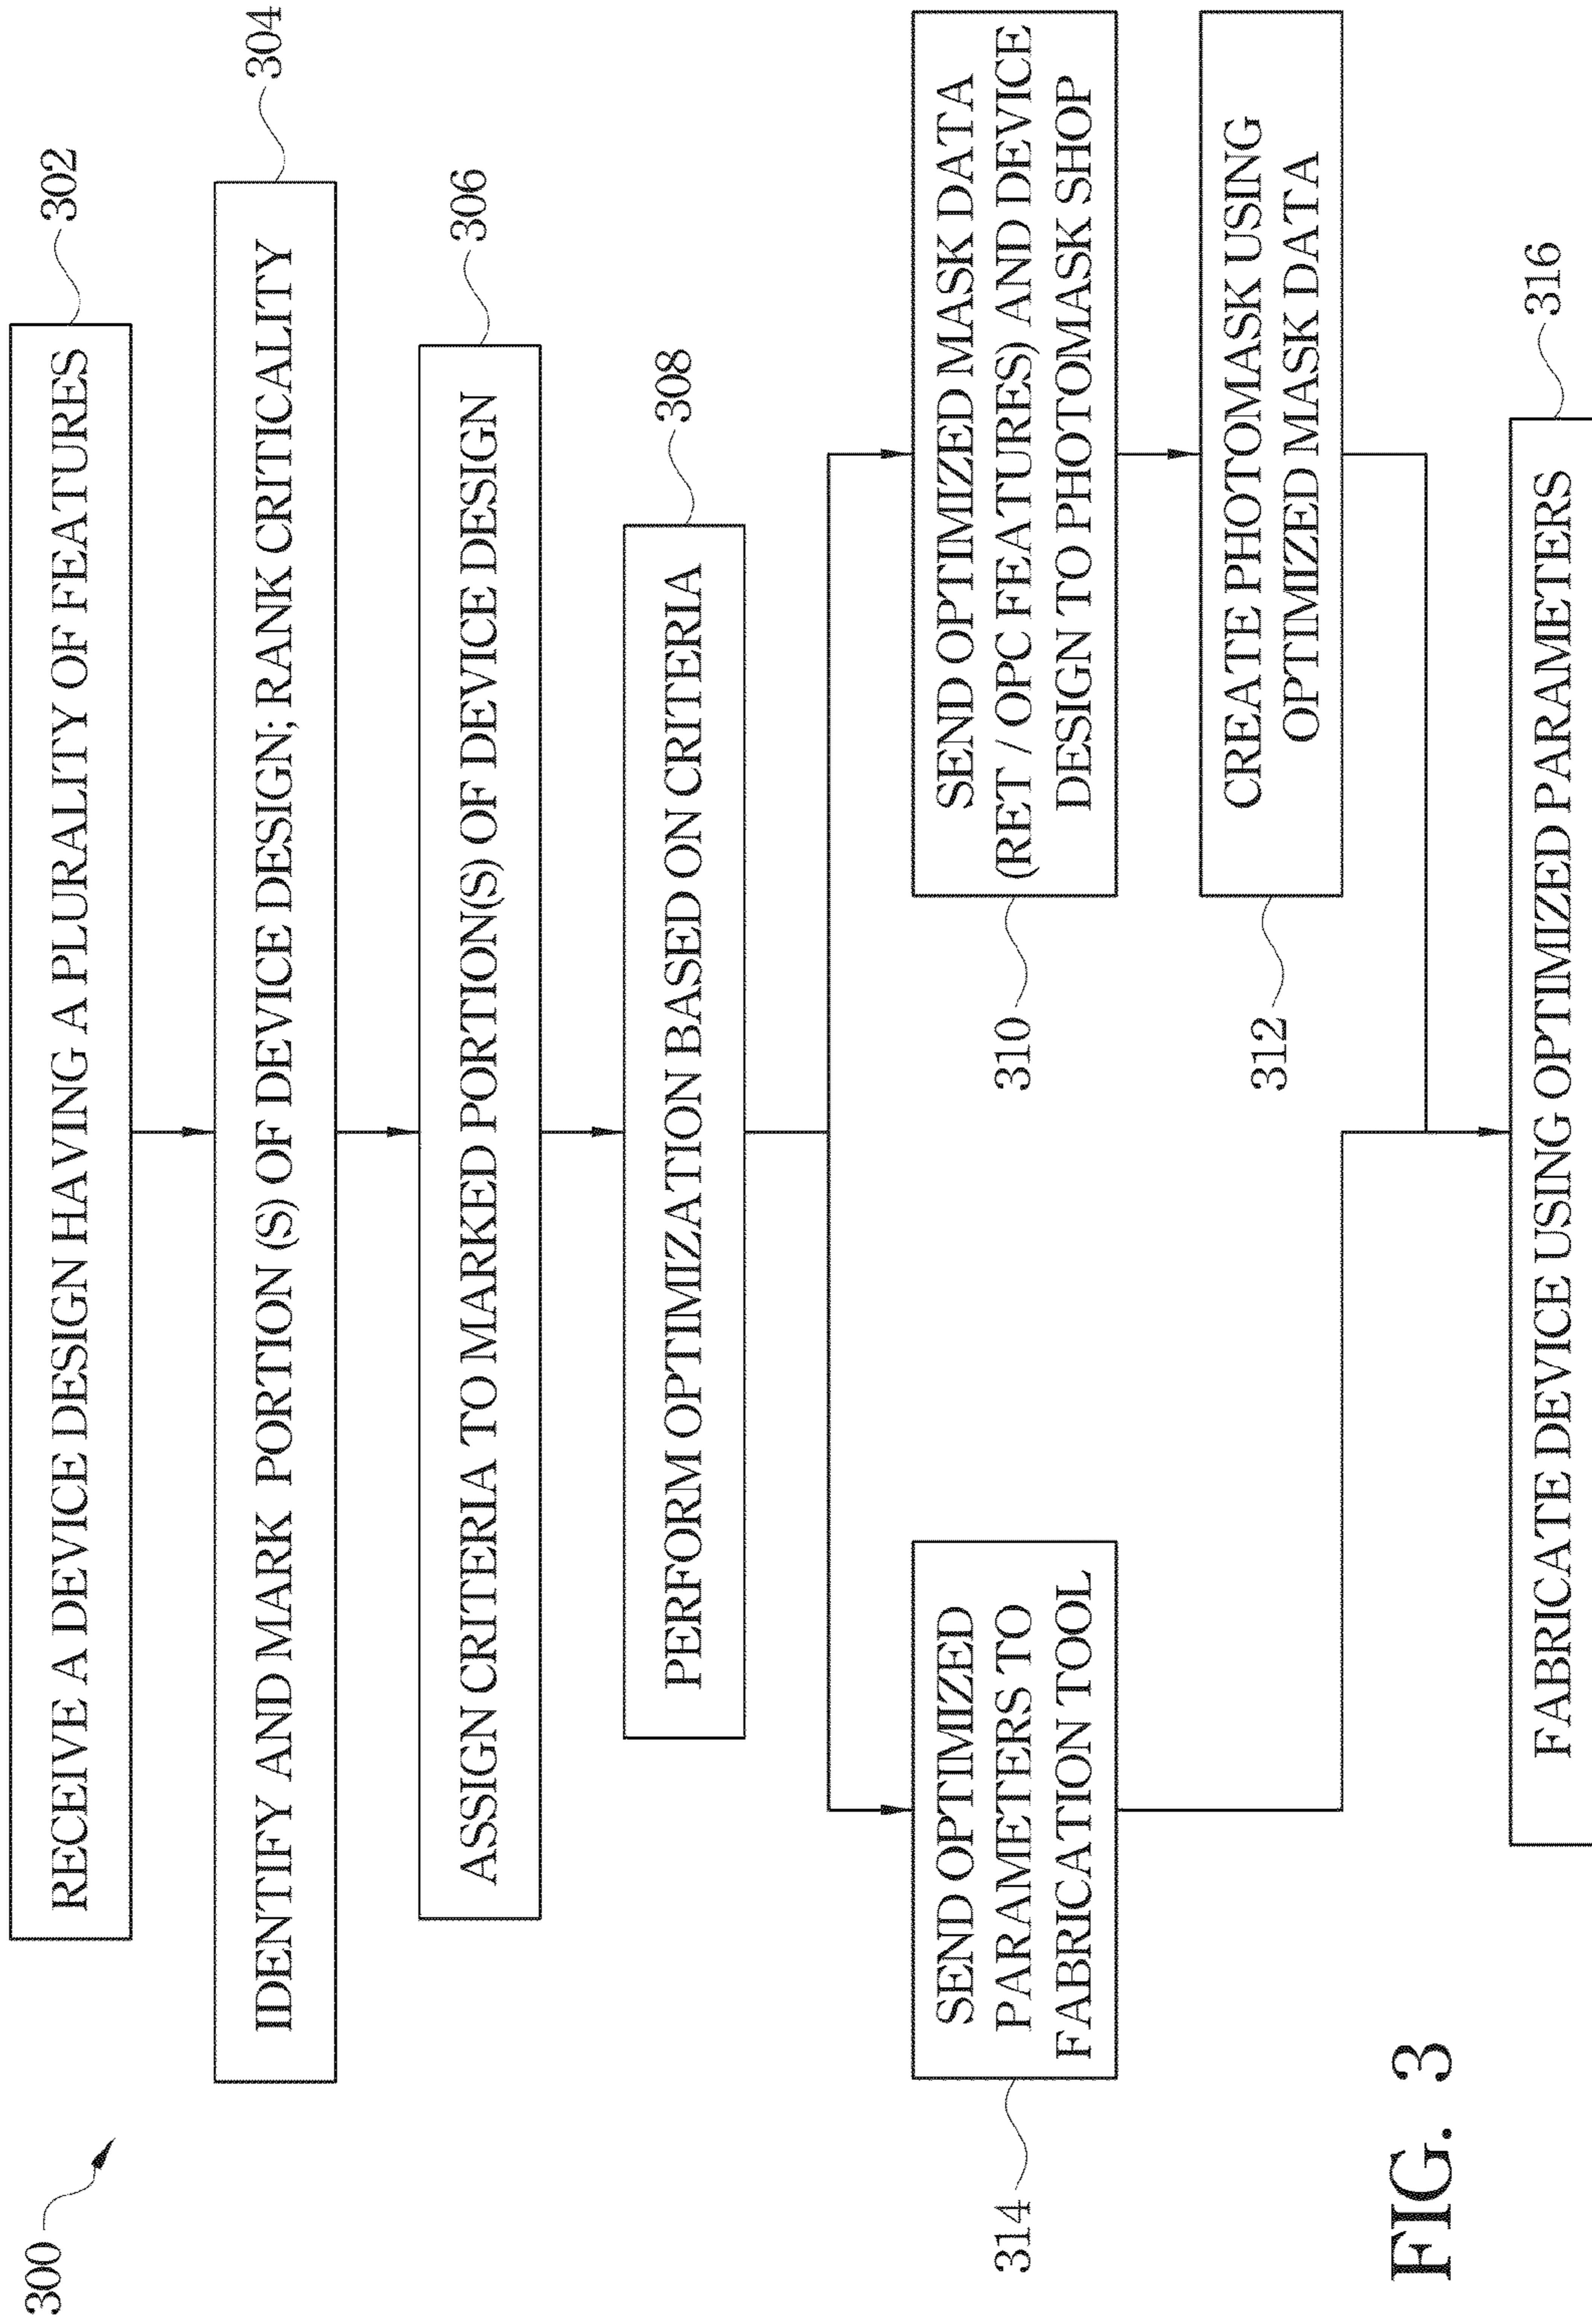 300
RECEIVE A DEVICE DESIGN HAVING A PLURALITY OF FEATURES
302
IDENTIFY AND MARK PORTION (S) OF DEVICE DESIGN; RANK CRITICALITY
304
ASSIGN CRITERIA TO MARKED PORTION(S) OF DEVICE DESIGN
306
PERFORM OPTIMIZATION BASED ON CRITERIA
308
314
SEND OPTIMIZED
PARAMETERS TO
FABRICATION TOOL
310
SEND OPTIMIZED MASK DATA
(RET / OPC FEATURES) AND DEVICE
DESIGN TO PHOTOMASK SHOP
312
CREATE PHOTOMASK USING
OPTIMIZED MASK DATA
FABRICATE DEVICE USING OPTIMIZED PARAMETERS
316
FIG. 3